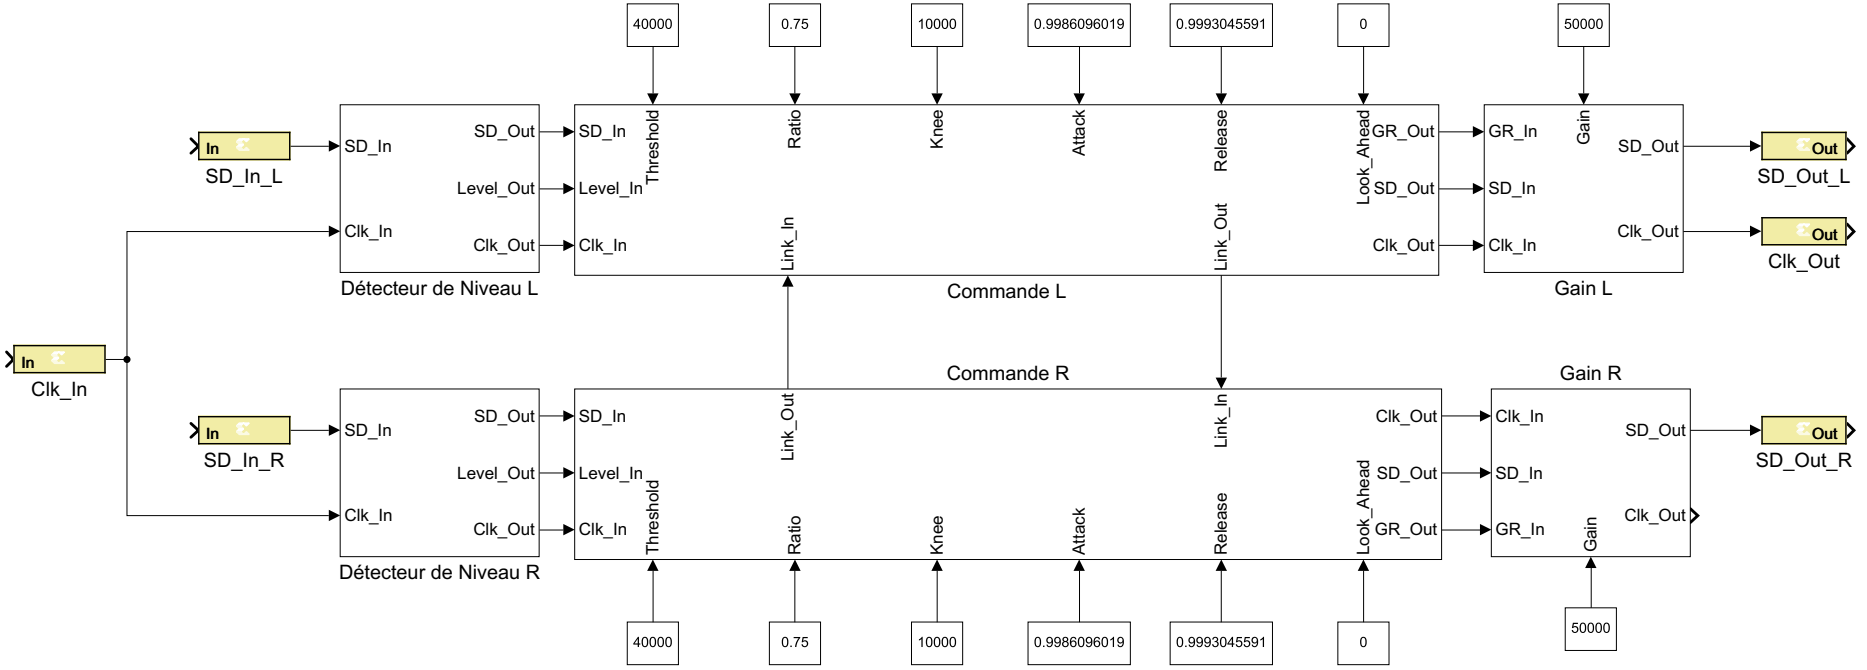 40000
0.75
10000
0.9986096019
0.9993045591
0
50000
In
SD_In_L
SD_In
Clk_In
SD_Out
Level_Out
Clk_Out
Détecteur de Niveau L
SD_In
Level_In
Clk_In
Threshold
Ratio
Knee
Attack
Release
Look_Ahead
Link_In
Link_Out
GR_Out
SD_Out
Clk_Out
Commande L
GR_In
SD_In
Clk_In
Gain
SD_Out
Clk_Out
Gain L
Out
SD_Out_L
Out
Clk_Out
In
Clk_In
In
SD_In_R
SD_In
Clk_In
SD_Out
Level_Out
Clk_Out
Détecteur de Niveau R
Commande R
SD_In
Level_In
Clk_In
Link_Out
Link_In
Threshold
Ratio
Knee
Attack
Release
Look_Ahead
Clk_Out
SD_Out
GR_Out
Gain R
Clk_In
SD_In
GR_In
Gain
SD_Out
Clk_Out
Out
SD_Out_R
40000
0.75
10000
0.9986096019
0.9993045591
0
50000